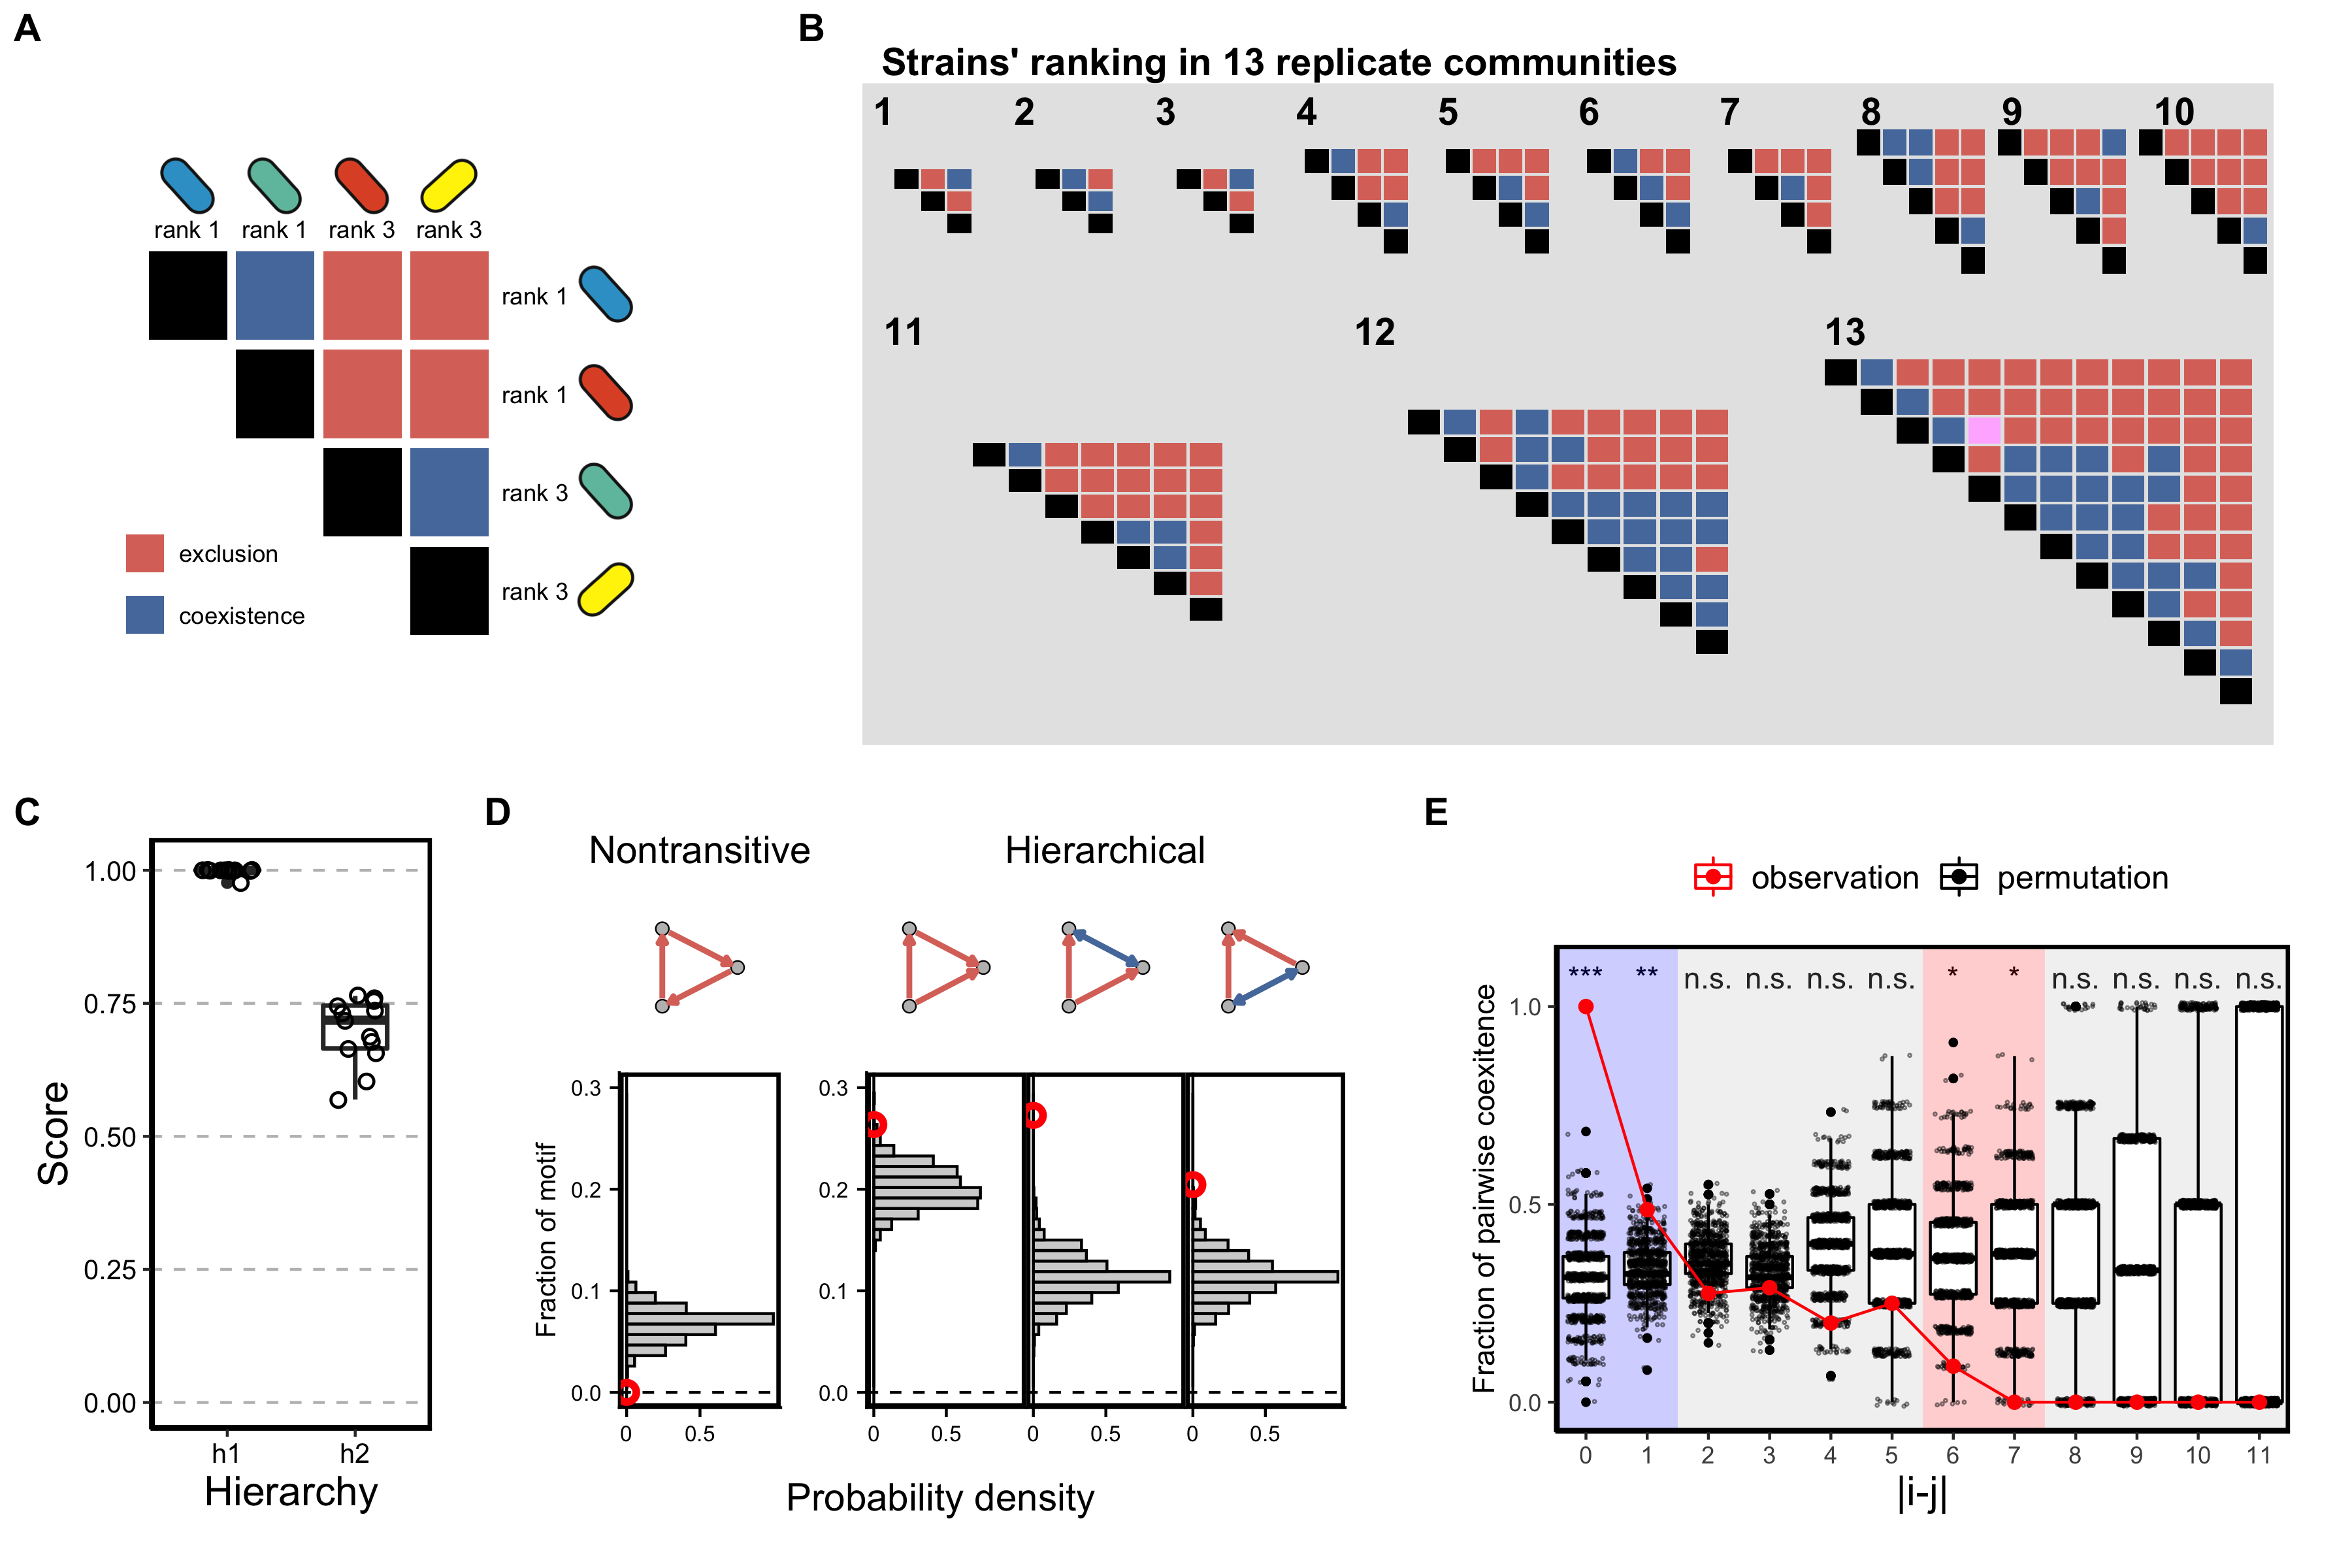 A
rank 1 rank 1 rank 3 rank 3
rank 1
rank 1
rank 3
rank 3
exclusion
coexistence
B
Strains' ranking in 13 replicate communities
1 2 3 4 5 6 7 8 9 10
11 12 13
C
Score
1.00
0.75
0.50
0.25
0.00
h1 h2
Hierarchy
D
Nontransitive Hierarchical
Fraction of motif
0.3 0.3
0.2 0.2
0.1 0.1
0.0 0.0
0 0.5 0 0.5 0 0.5 0 0.5
Probability density
E
observation permutation
Fraction of pairwise coexitence
*** ** n.s. n.s. n.s. n.s. * * n.s. n.s. n.s. n.s.
1.0
0.5
0.0
0 1 2 3 4 5 6 7 8 9 10 11
|i-j|